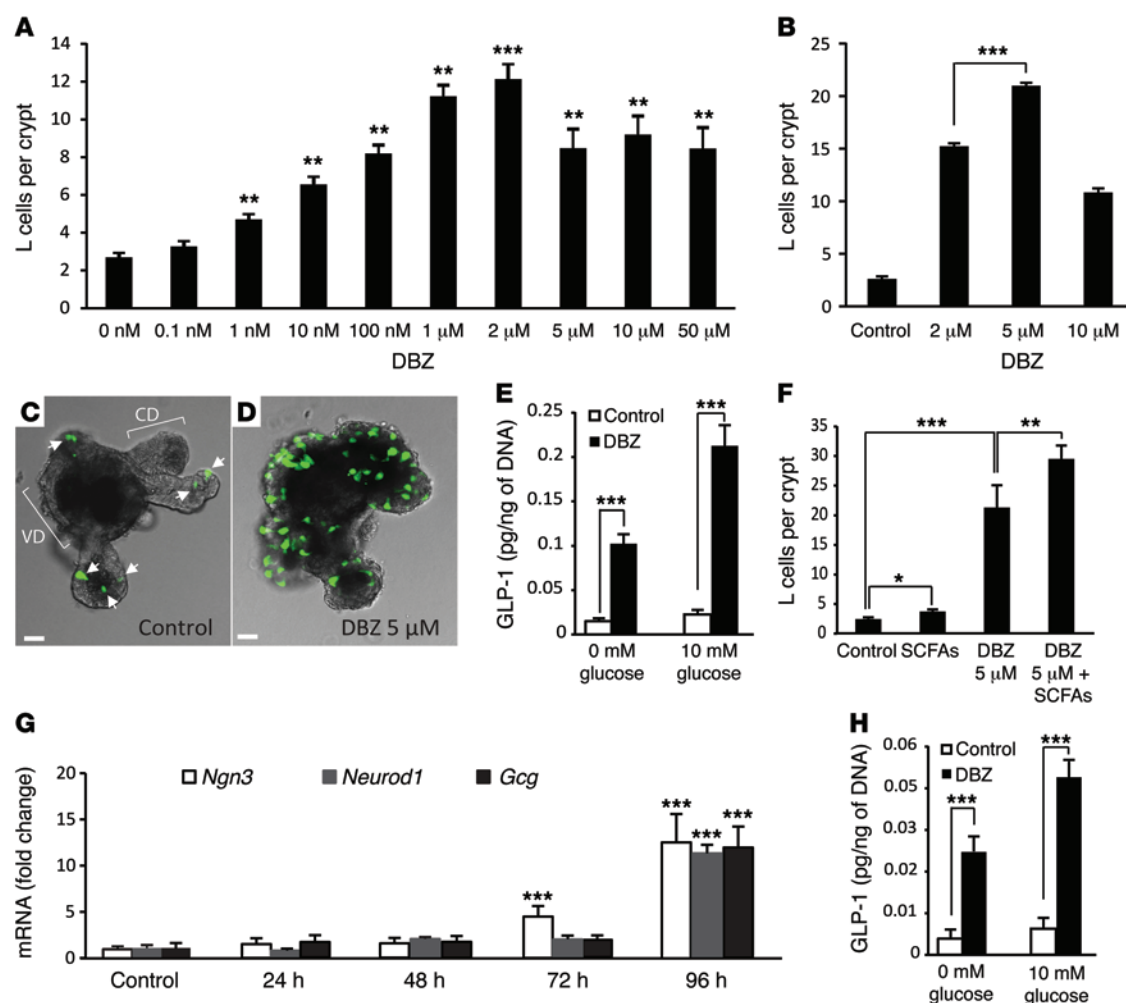 A
L cells per crypt
14
12
10
8
6
4
2
0
** ** ** ** ** *** ** ** **
0 nM 0.1 nM 1 nM 10 nM 100 nM 1 μM 2 μM 5 μM 10 μM 50 μM
DBZ
B
L cells per crypt
25
20
15
10
5
0
***
Control 2 μM 5 μM 10 μM
DBZ
C
CD
VD
Control
D
DBZ 5 μM
E
GLP-1 (pg/ng of DNA)
0.25
0.2
0.15
0.1
0.05
0
Control
DBZ
*** ***
0 mM 10 mM
glucose glucose
F
L cells per crypt
35
30
25
20
15
10
5
0
*** **
*
Control SCFAs DBZ DBZ
5 μM 5 μM +
SCFAs
G
mRNA (fold change)
20
15
10
5
0
Ngn3 Neurod1 Gcg
*** *** *** ***
Control 24 h 48 h 72 h 96 h
H
GLP-1 (pg/ng of DNA)
0.06
0.05
0.03
0.01
0
Control
DBZ
*** ***
0 mM 10 mM
glucose glucose